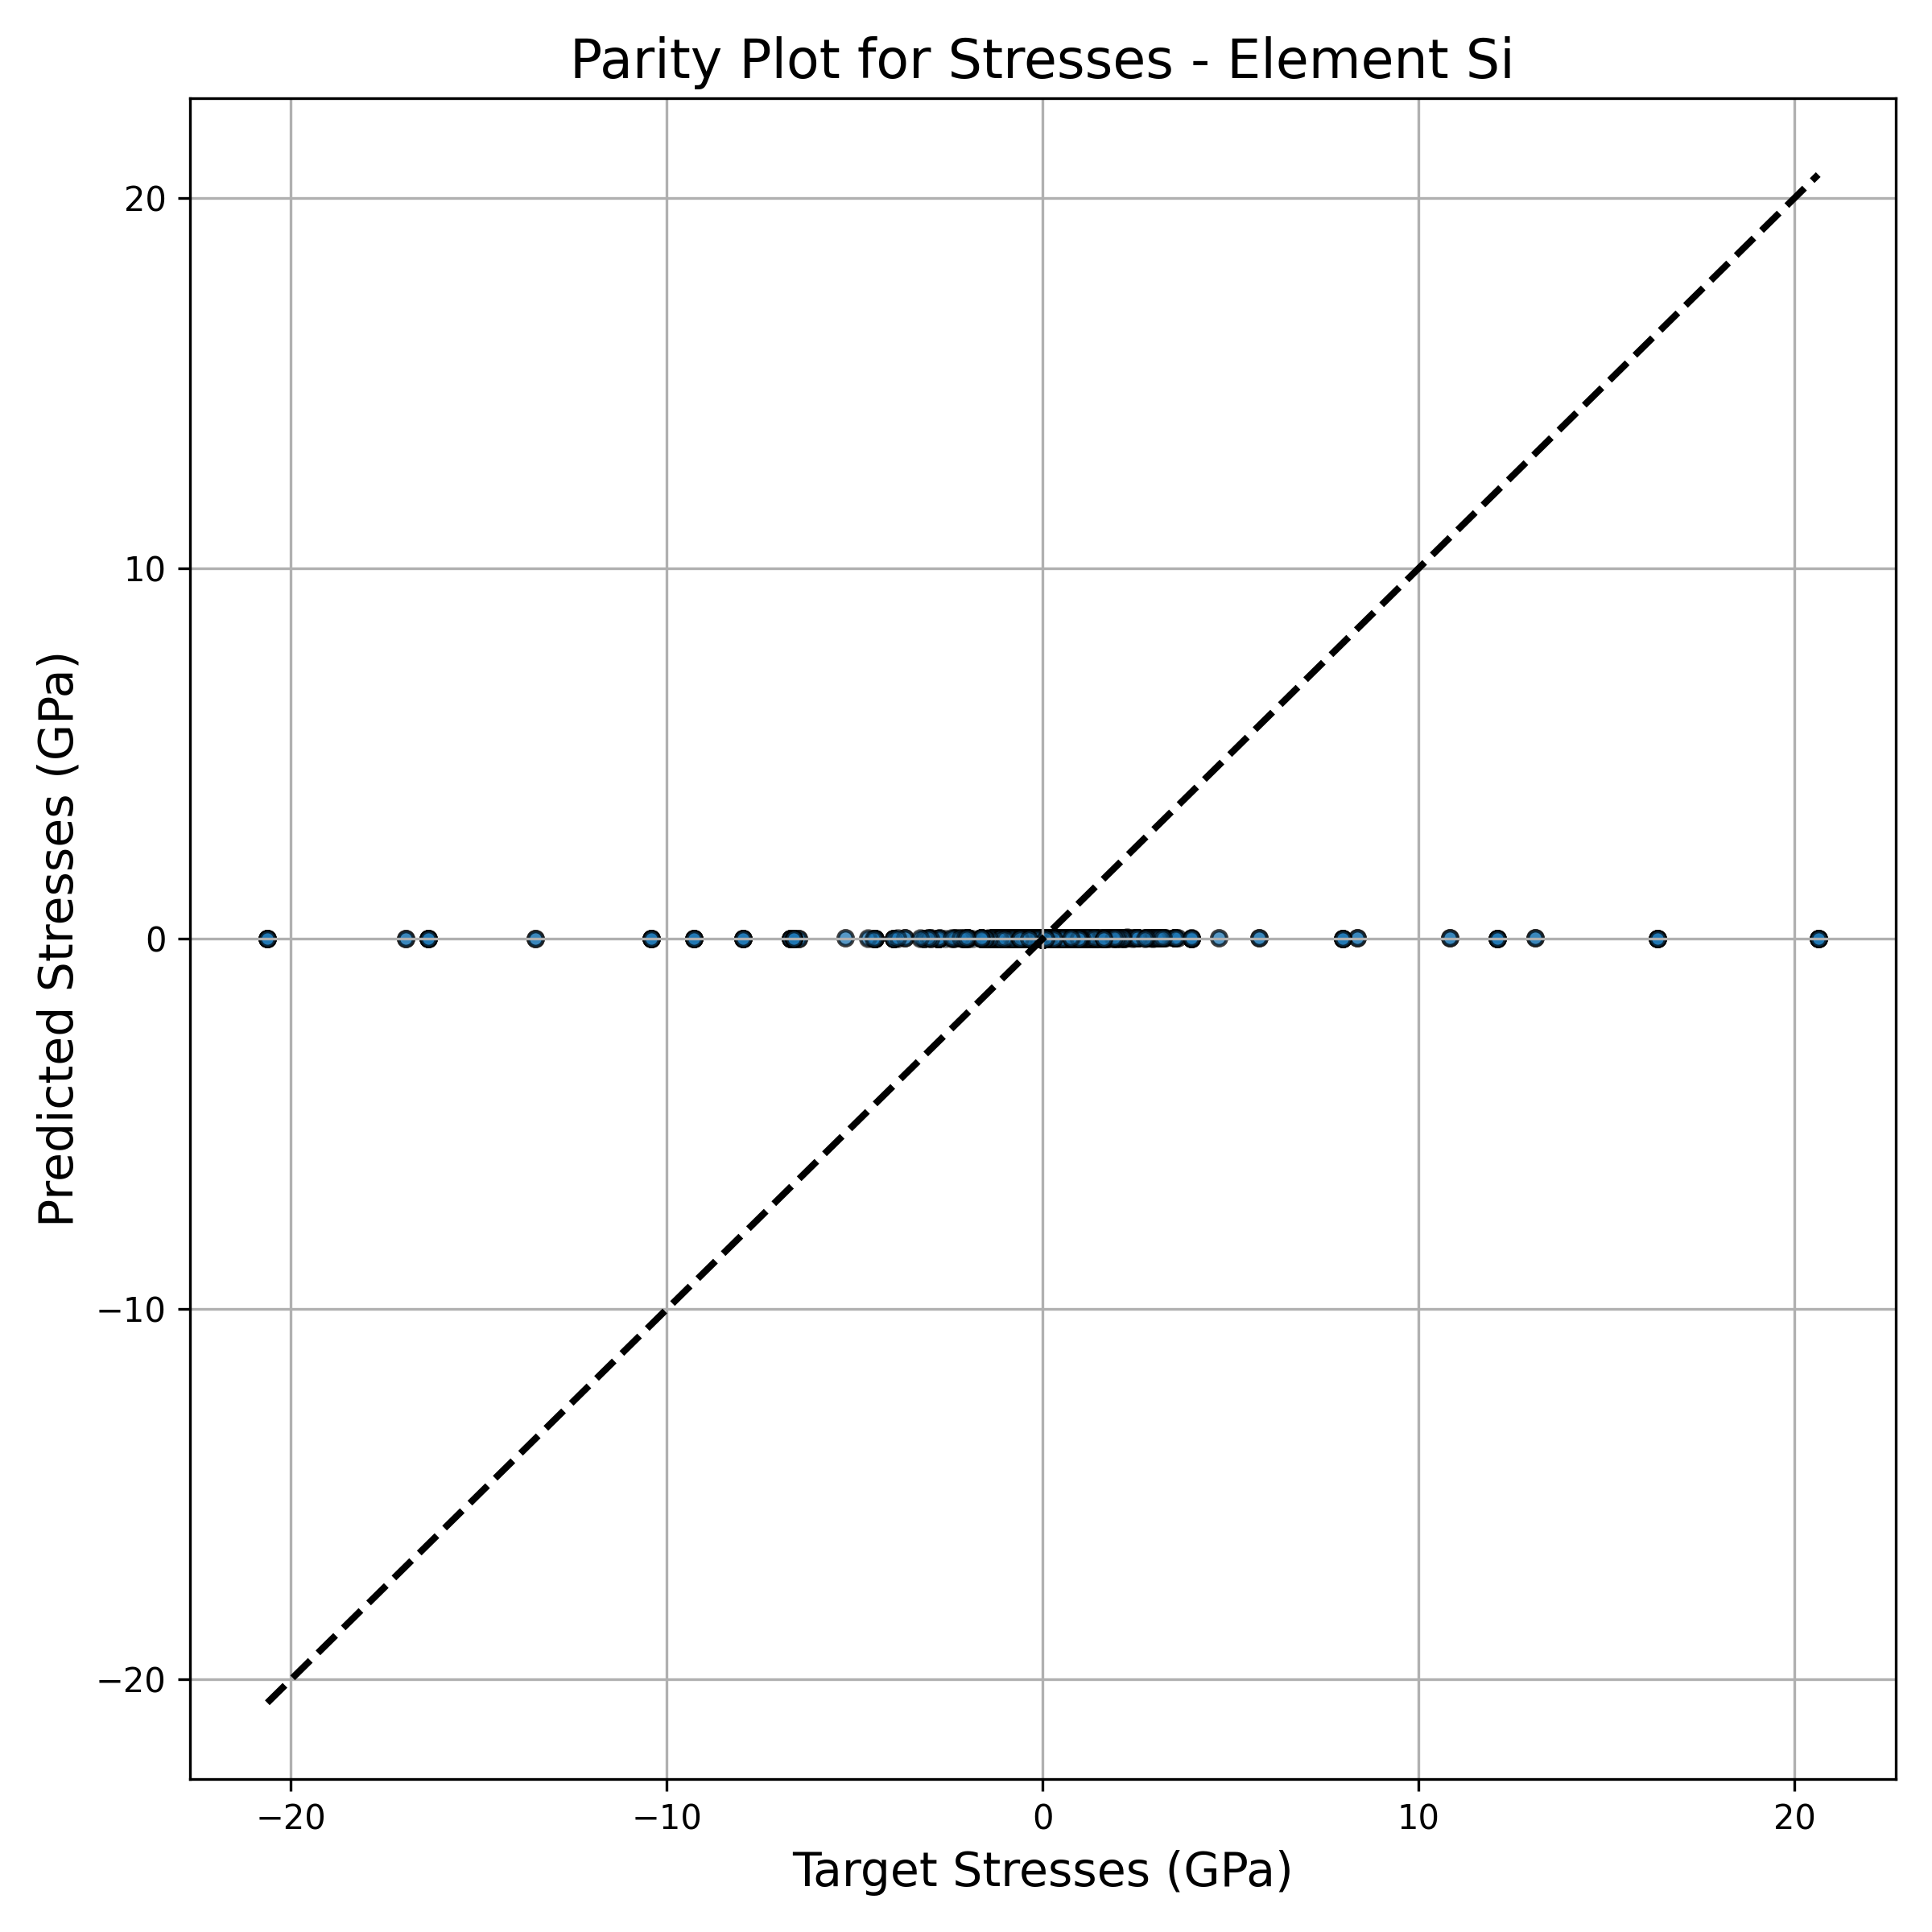 Parity Plot for Stresses - Element Si
20
10
0
−10
−20
Predicted Stresses (GPa)
−20 −10 0 10 20
Target Stresses (GPa)